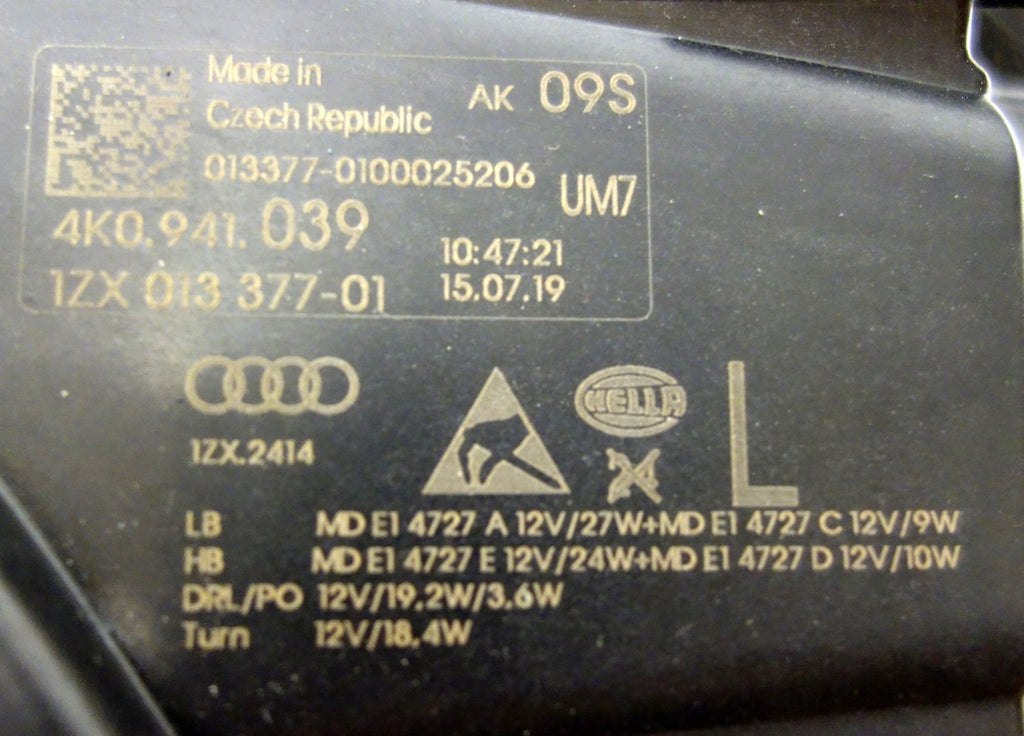 Made in
Czech Republic
AK 09S
013377-0100025206
UM7
4K0.941.039
10:47:21
1ZX 013 377-01
15.07.19
HELLA
1ZX.2414
24
L
LB MD E1 4727 A 12V/27W+MD E1 4727 C 12V/9W
HB MD E1 4727 E 12V/24W+MD E1 4727 D 12V/10W
DRL/PO 12V/19.2W/3.6W
Turn 12V/18.4W